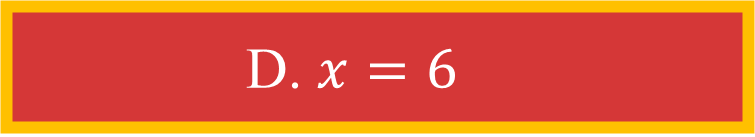 D. x = 6